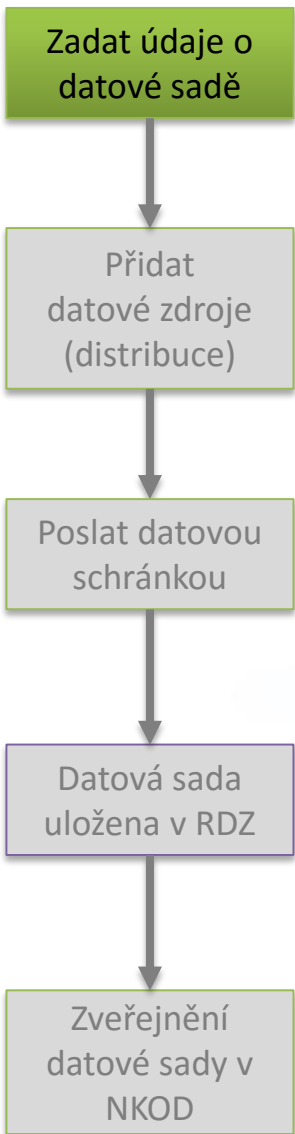 Zadat údaje o
datové sadě
Přidat
datové zdroje
(distribuce)
Poslat datovou
schránkou
Datová sada
uložena v RDZ
Zveřejnění
datové sady v
NKOD